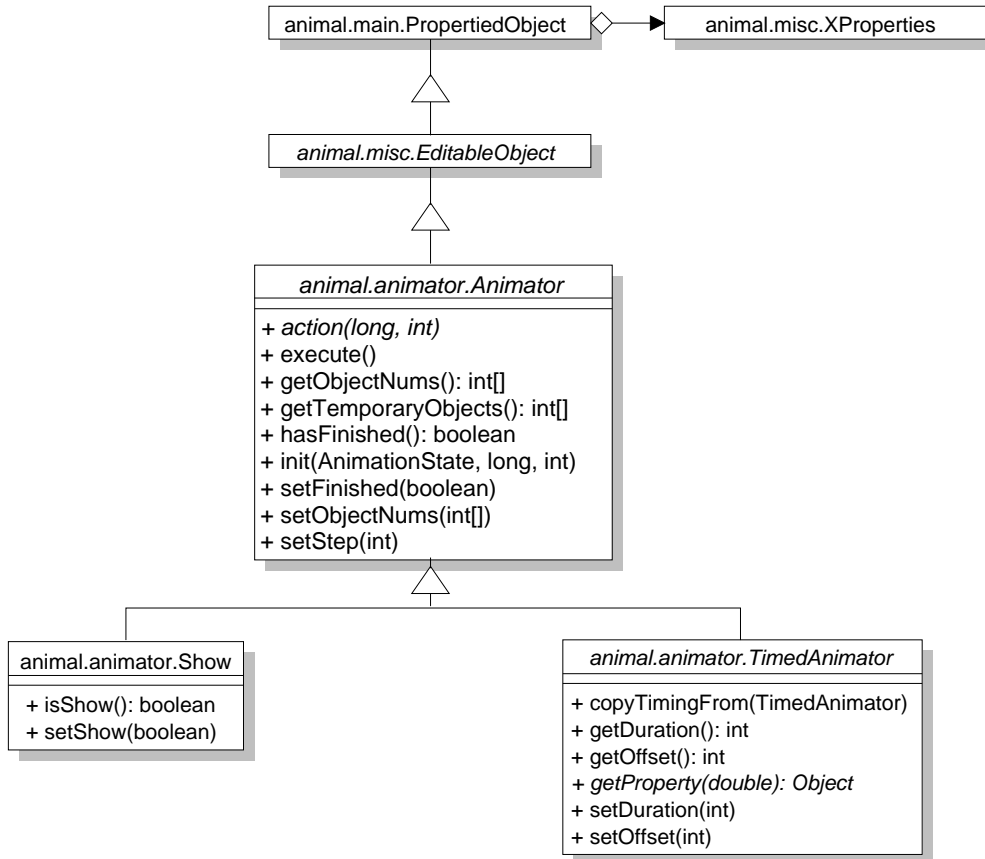 animal.main.PropertiedObject
animal.misc.XProperties
animal.misc.EditableObject
animal.animator.Animator
+ action(long, int)
+ execute()
+ getObjectNums(): int[]
+ getTemporaryObjects(): int[]
+ hasFinished(): boolean
+ init(AnimationState, long, int)
+ setFinished(boolean)
+ setObjectNums(int[])
+ setStep(int)
animal.animator.Show
+ isShow(): boolean
+ setShow(boolean)
animal.animator.TimedAnimator
+ copyTimingFrom(TimedAnimator)
+ getDuration(): int
+ getOffset(): int
+ getProperty(double): Object
+ setDuration(int)
+ setOffset(int)